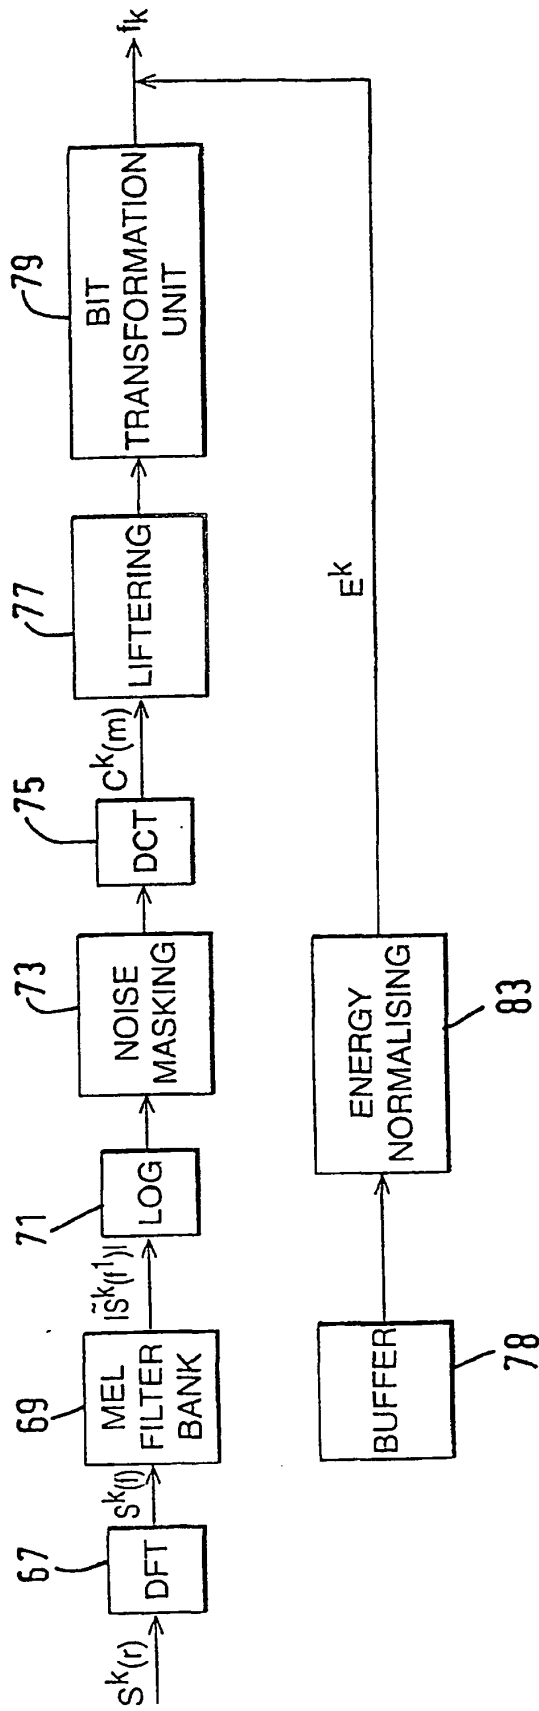 S^k(r)
67
DFT
S^k(f)
69
MEL
FILTER
BANK
|S̃^k(f^1)|
71
LOG
73
NOISE
MASKING
75
DCT
C^k(m)
77
LIFTERING
79
BIT
TRANSFORMATION
UNIT
f_k
BUFFER
78
ENERGY
NORMALISING
83
E^k